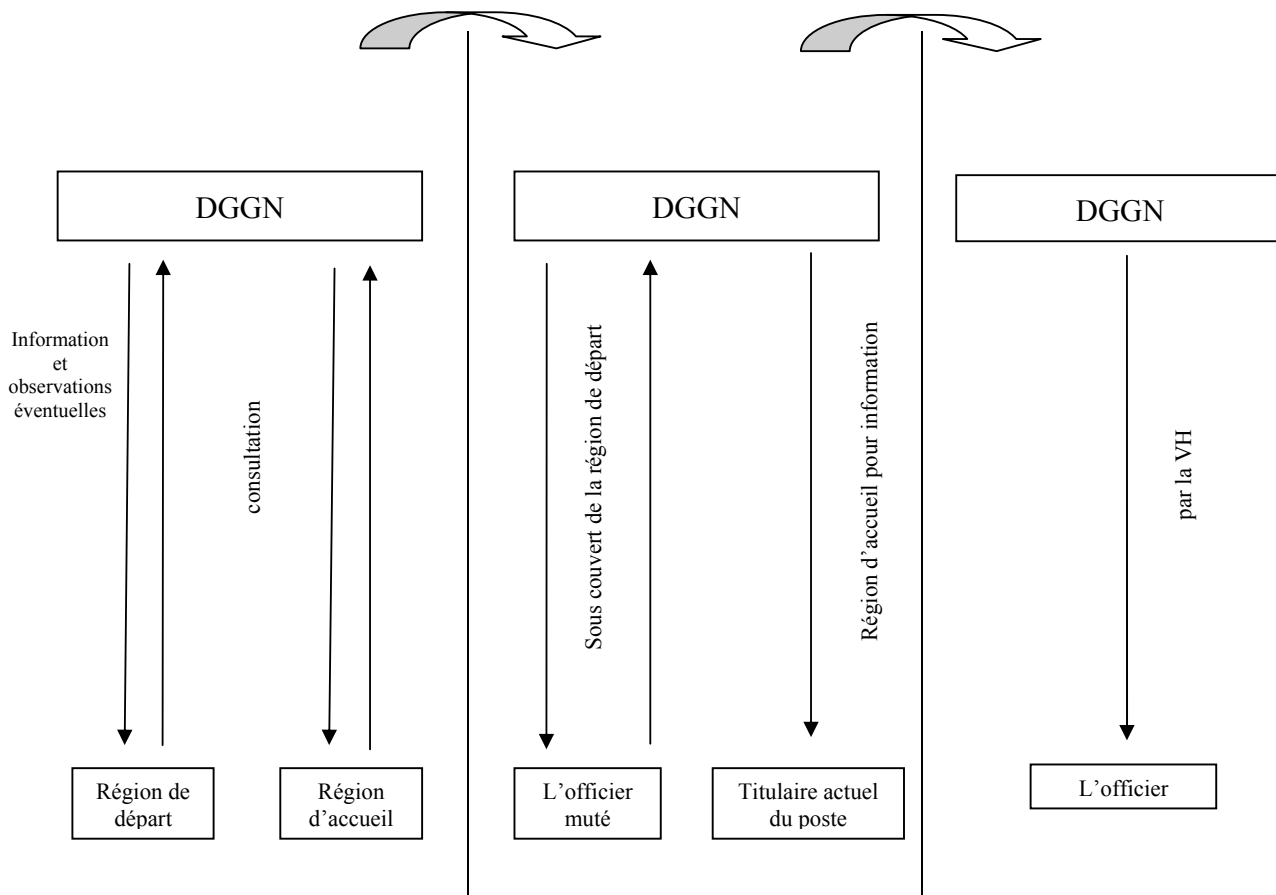 DGGN
DGGN
DGGN
Information
et
observations
éventuelles
consultation
Sous couvert de la région de départ
Région d’accueil pour information
par la VH
Région de
départ
Région
d’accueil
L’officier
muté
Titulaire actuel
du poste
L’officier